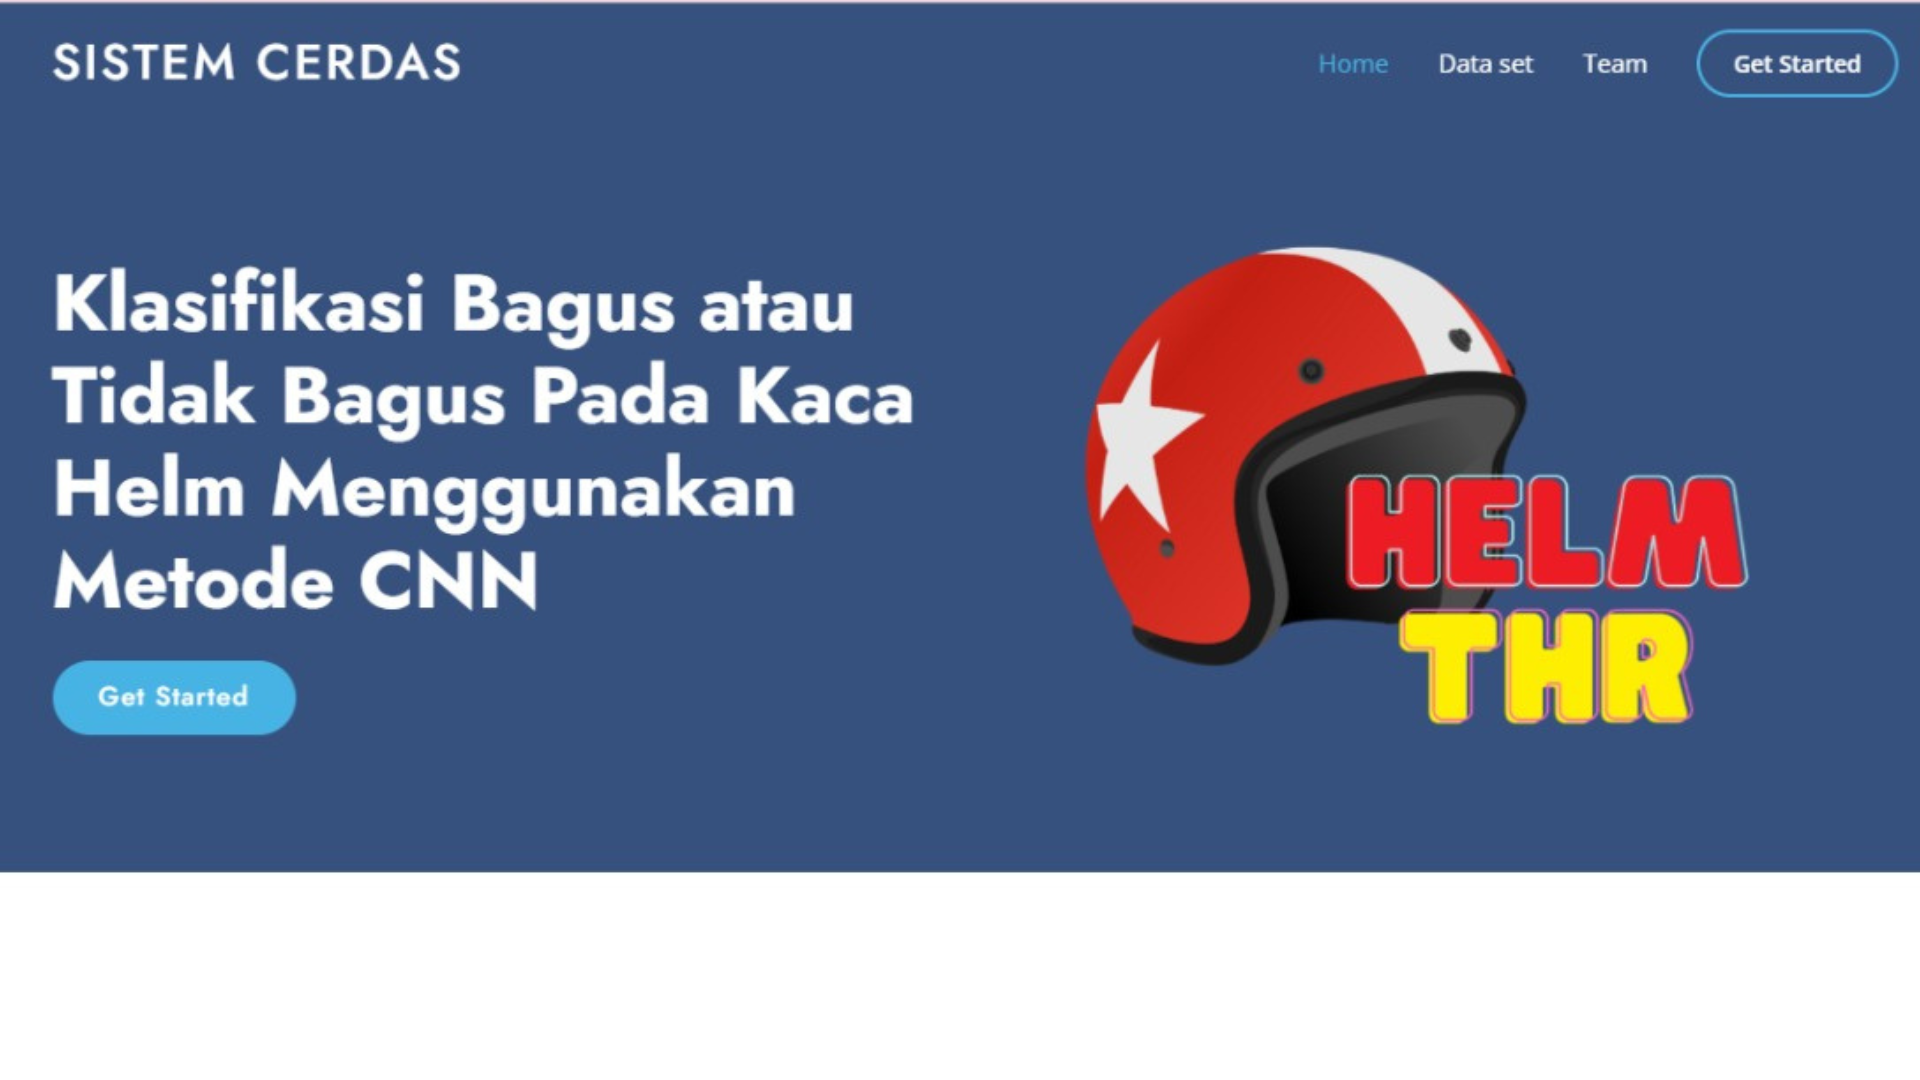 SISTEM CERDAS
Home
Data set
Team
Get Started
Klasifikasi Bagus atau
Tidak Bagus Pada Kaca
Helm Menggunakan
Metode CNN
Get Started
HELM
THR